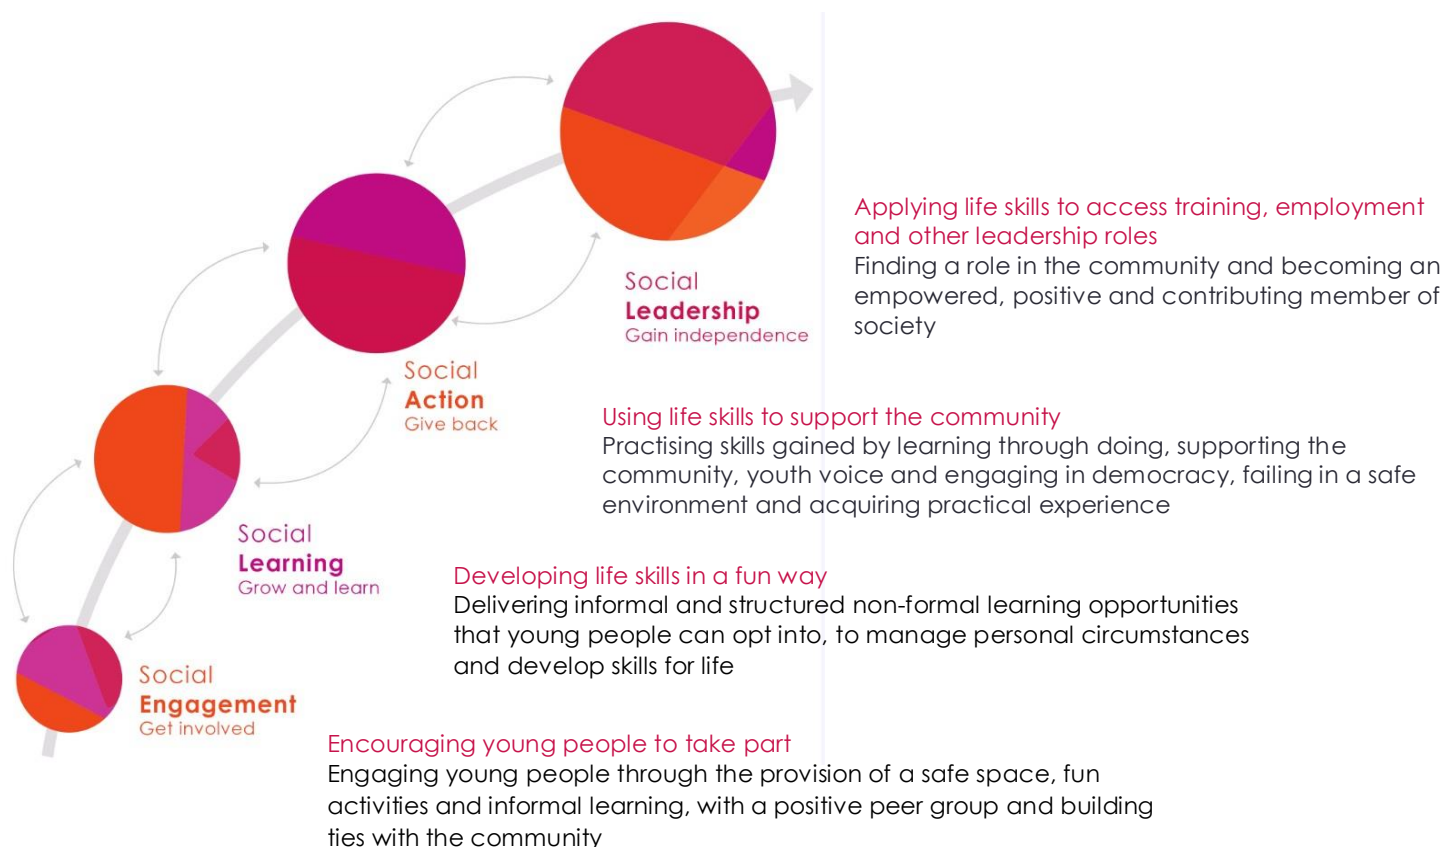 Social
Leadership
Gain independence
Applying life skills to access training, employment
and other leadership roles
Finding a role in the community and becoming an
empowered, positive and contributing member of
society
Social
Action
Give back
Using life skills to support the community
Practising skills gained by learning through doing, supporting the
community, youth voice and engaging in democracy, failing in a safe
environment and acquiring practical experience
Social
Learning
Grow and learn
Developing life skills in a fun way
Delivering informal and structured non-formal learning opportunities
that young people can opt into, to manage personal circumstances
and develop skills for life
Social
Engagement
Get involved
Encouraging young people to take part
Engaging young people through the provision of a safe space, fun
activities and informal learning, with a positive peer group and building
ties with the community